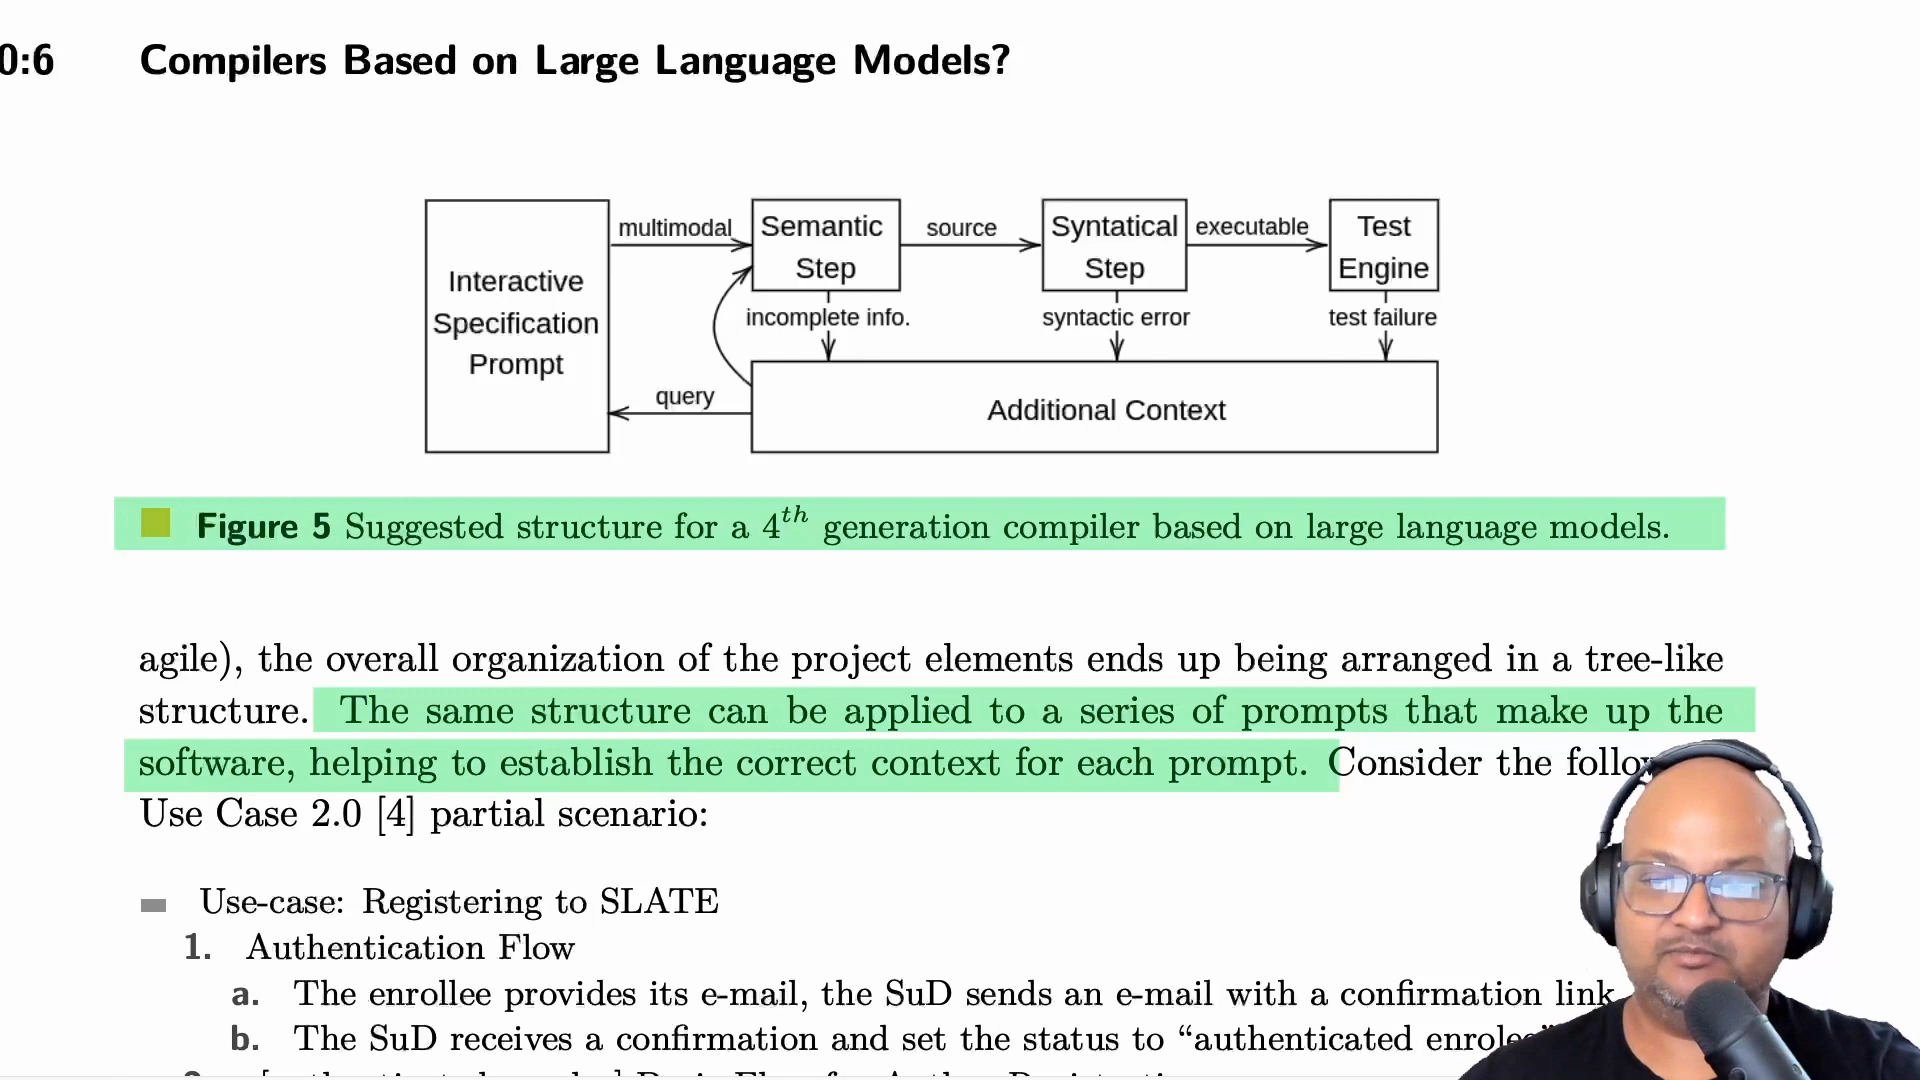 0:6 Compilers Based on Large Language Models?
Interactive
Specification
Prompt
multimodal
Semantic
Step
source
Syntatical
Step
executable
Test
Engine
incomplete info.
syntactic error
test failure
query
Additional Context
Figure 5 Suggested structure for a 4th generation compiler based on large language models.
agile), the overall organization of the project elements ends up being arranged in a tree-like
structure. The same structure can be applied to a series of prompts that make up the
software, helping to establish the correct context for each prompt. Consider the
Use Case 2.0 [4] partial scenario:
Use-case: Registering to SLATE
1. Authentication Flow
a. The enrollee provides its e-mail, the SuD sends an e-mail with a confirmation link
b. The SuD receives a confirmation and set the status to “authenticated enrolee”